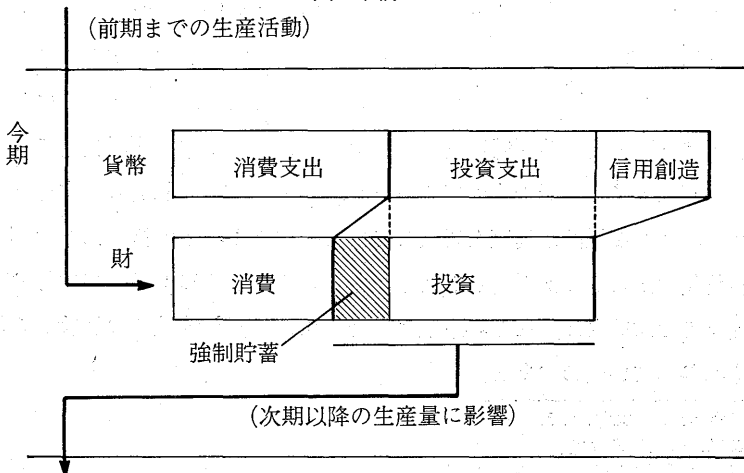 (前期までの生産活動)
今期
貨幣 消費支出 投資支出 信用創造
財
消費 投資
強制貯蓄
(次期以降の生産量に影響)